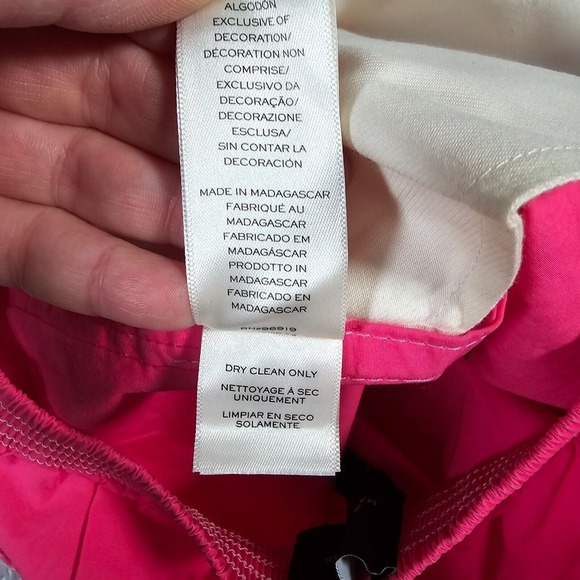 ALGODÓN
EXCLUSIVE OF
DECORATION/
DÉCORATION NON
COMPRISE/
EXCLUSIVO DA
DECORAÇÃO/
DECORAZIONE
ESCLUSA/
SIN CONTAR LA
DECORACIÓN
MADE IN MADAGASCAR
FABRIQUÉ AU
MADAGASCAR
FABRICADO EM
MADAGÁSCAR
PRODOTTO IN
MADAGASCAR
FABRICADO EN
MADAGASCAR
DRY CLEAN ONLY
NETTOYAGE À SEC
UNIQUEMENT
LIMPIAR EN SECO
SOLAMENTE